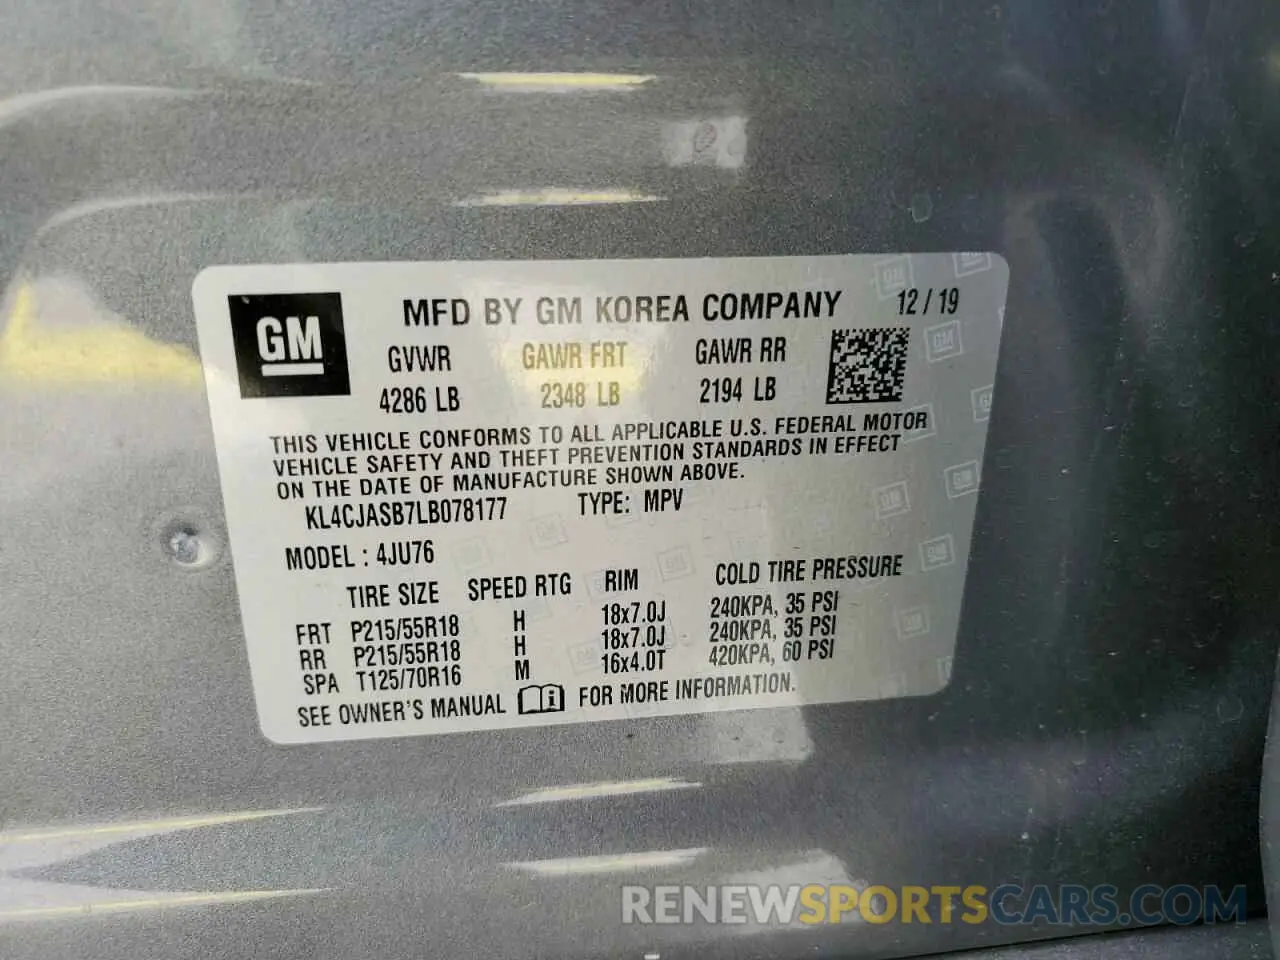 GM
MFD BY GM KOREA COMPANY 12/19
GVWR GAWR FRT GAWR RR
4286 LB 2348 LB 2194 LB
THIS VEHICLE CONFORMS TO ALL APPLICABLE U.S. FEDERAL MOTOR
VEHICLE SAFETY AND THEFT PREVENTION STANDARDS IN EFFECT
ON THE DATE OF MANUFACTURE SHOWN ABOVE.
KL4CJASB7LB078177 TYPE: MPV
MODEL : 4JU76
TIRE SIZE SPEED RTG RIM COLD TIRE PRESSURE
FRT P215/55R18 H 18x7.0J 240KPA, 35 PSI
RR P215/55R18 H 18x7.0J 240KPA, 35 PSI
SPA T125/70R16 M 16x4.0T 420KPA, 60 PSI
SEE OWNER'S MANUAL i FOR MORE INFORMATION.
RENEWSPORTSCARS.COM